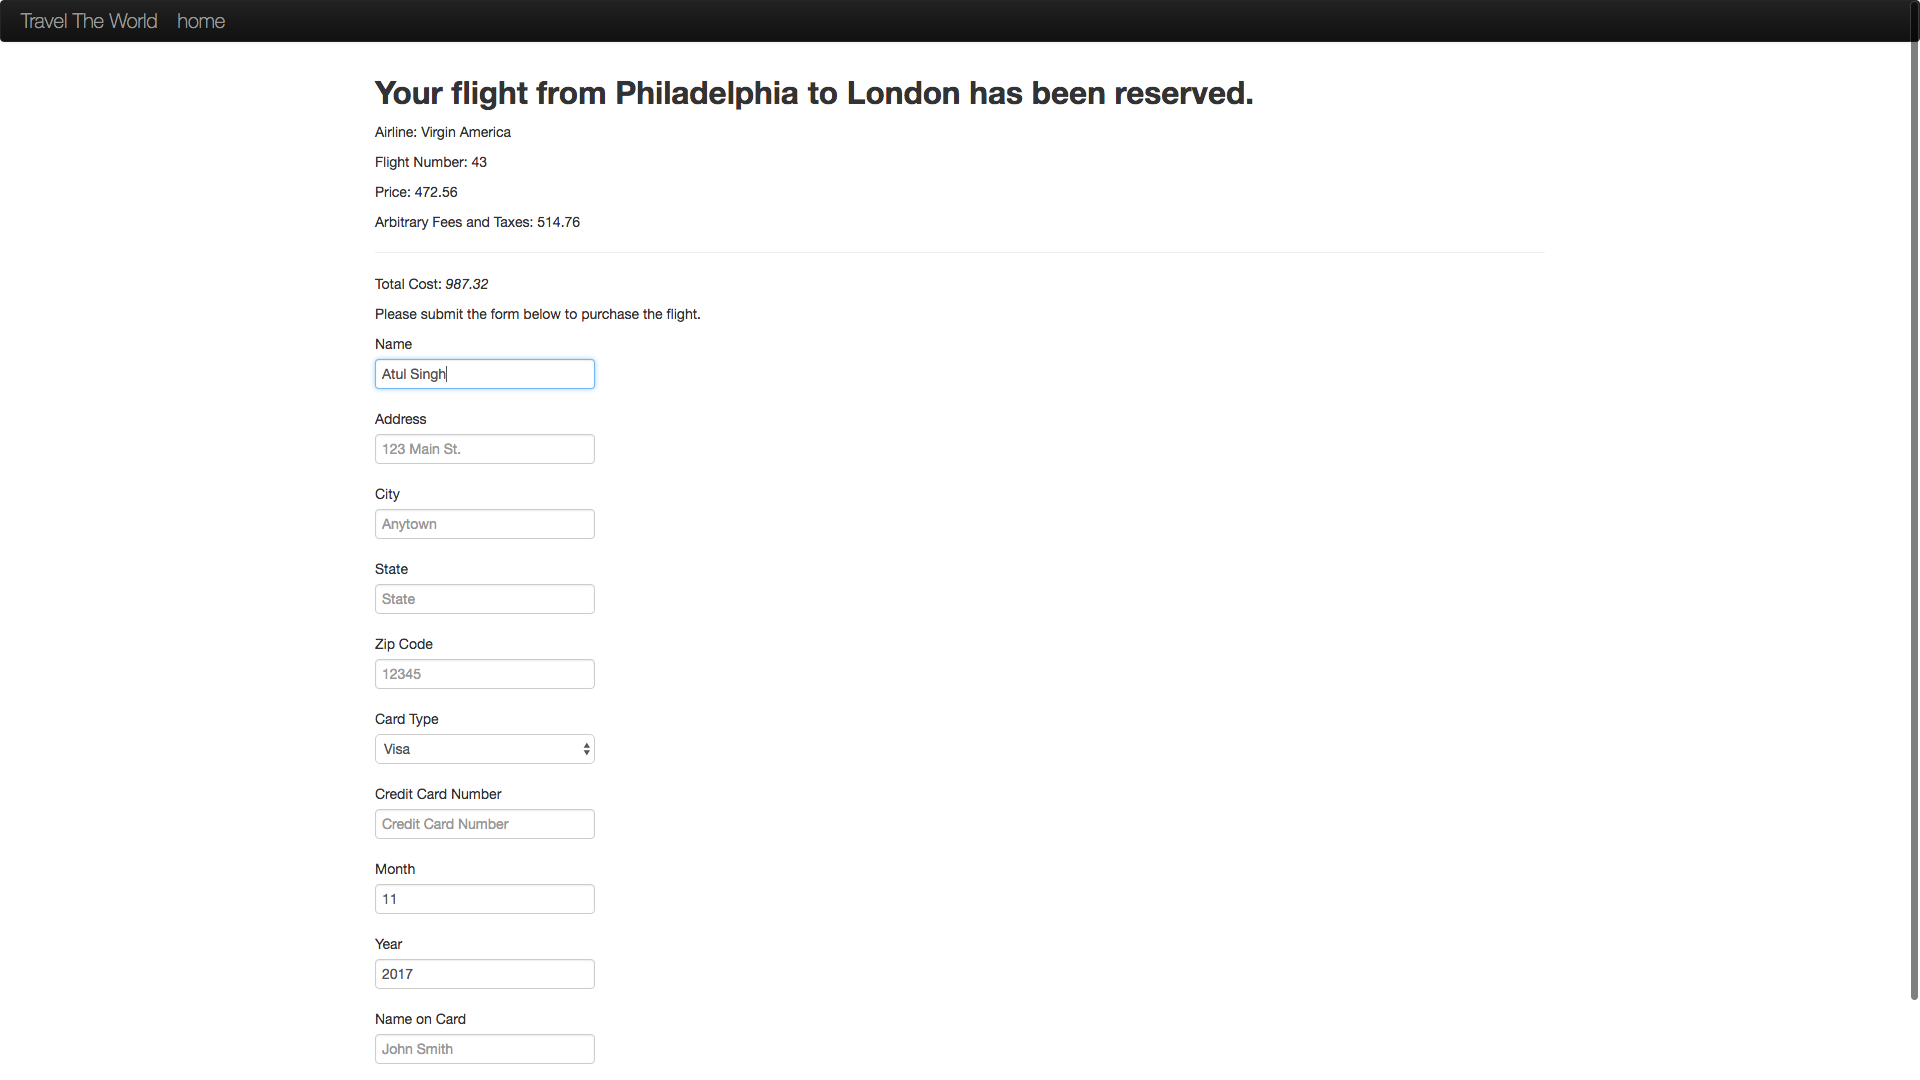 Travel The World home
Your flight from Philadelphia to London has been reserved.
Airline: Virgin America
Flight Number: 43
Price: 472.56
Arbitrary Fees and Taxes: 514.76
Total Cost: 987.32
Please submit the form below to purchase the flight.
Name
Atul Singh
Address
123 Main St.
City
Anytown
State
State
Zip Code
12345
Card Type
Visa
Credit Card Number
Credit Card Number
Month
11
Year
2017
Name on Card
John Smith